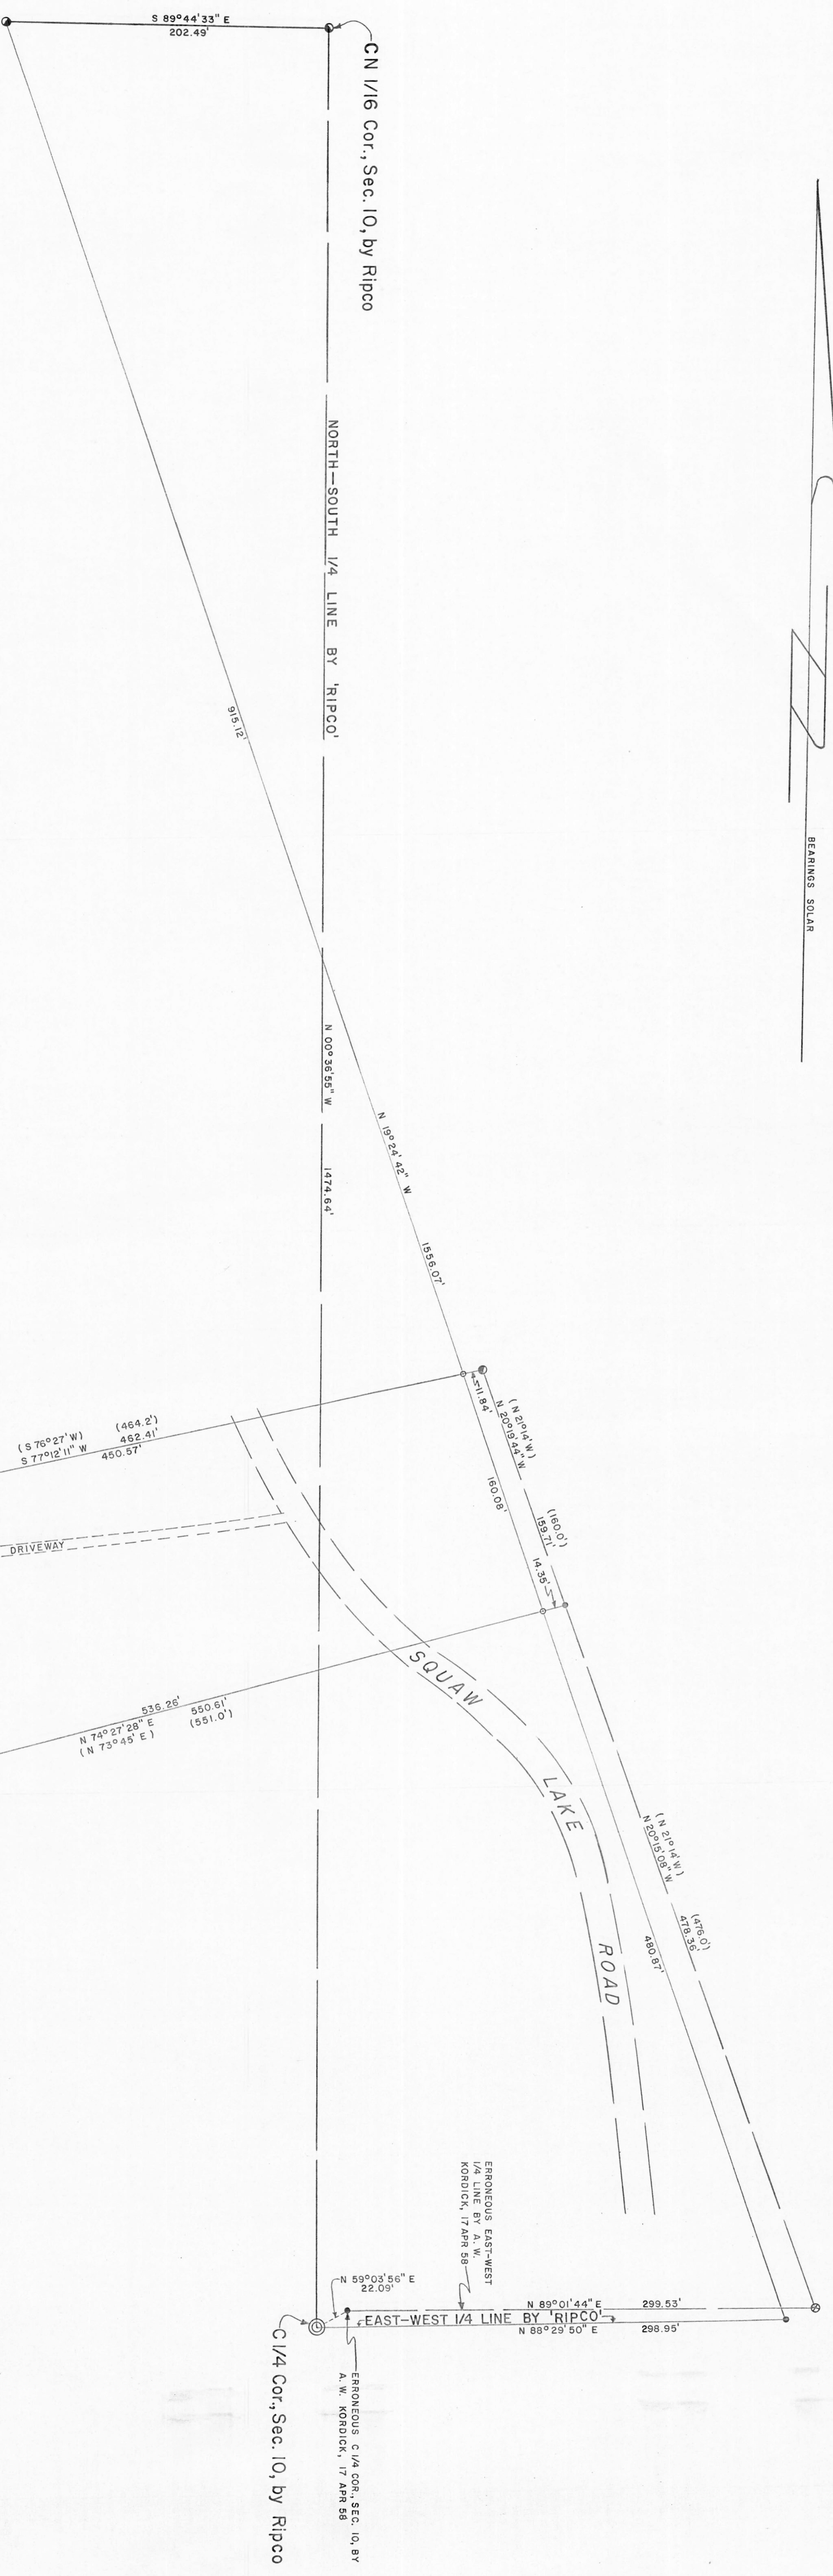 S 89°44'33" E
202.49'
CN 1/16 Cor., Sec. 10, by Ripco
NORTH—SOUTH 1/4 LINE BY 'RIPCO'
915.12'
BEARINGS SOLAR
N 00°36'55" W
1474.64'
N 19°24'42" W
1556.07'
11.84'
(N 21°14' W)
N 20°19'44" W
(160.0')
159.71'
160.08'
14.35'
(S 76°27' W) (464.2')
S 77°12'11" W 462.41'
450.57'
DRIVEWAY
536.26' 550.61'
N 74°27'28" E (551.0')
(N 73°45' E)
SQUAW
LAKE
ROAD
(N 21°14' W)
N 20°15'08" W
(476.0')
478.36'
480.87'
ERRONEOUS EAST-WEST
1/4 LINE BY A. W.
KORDICK, 17 APR 58
N 59°03'56" E
22.09'
N 89°01'44" E 299.53'
EAST-WEST 1/4 LINE BY 'RIPCO'
N 88°29'50" E 298.95'
ERRONEOUS C 1/4 COR., SEC. 10, BY
A. W. KORDICK, 17 APR 58
C 1/4 Cor., Sec. 10, by Ripco